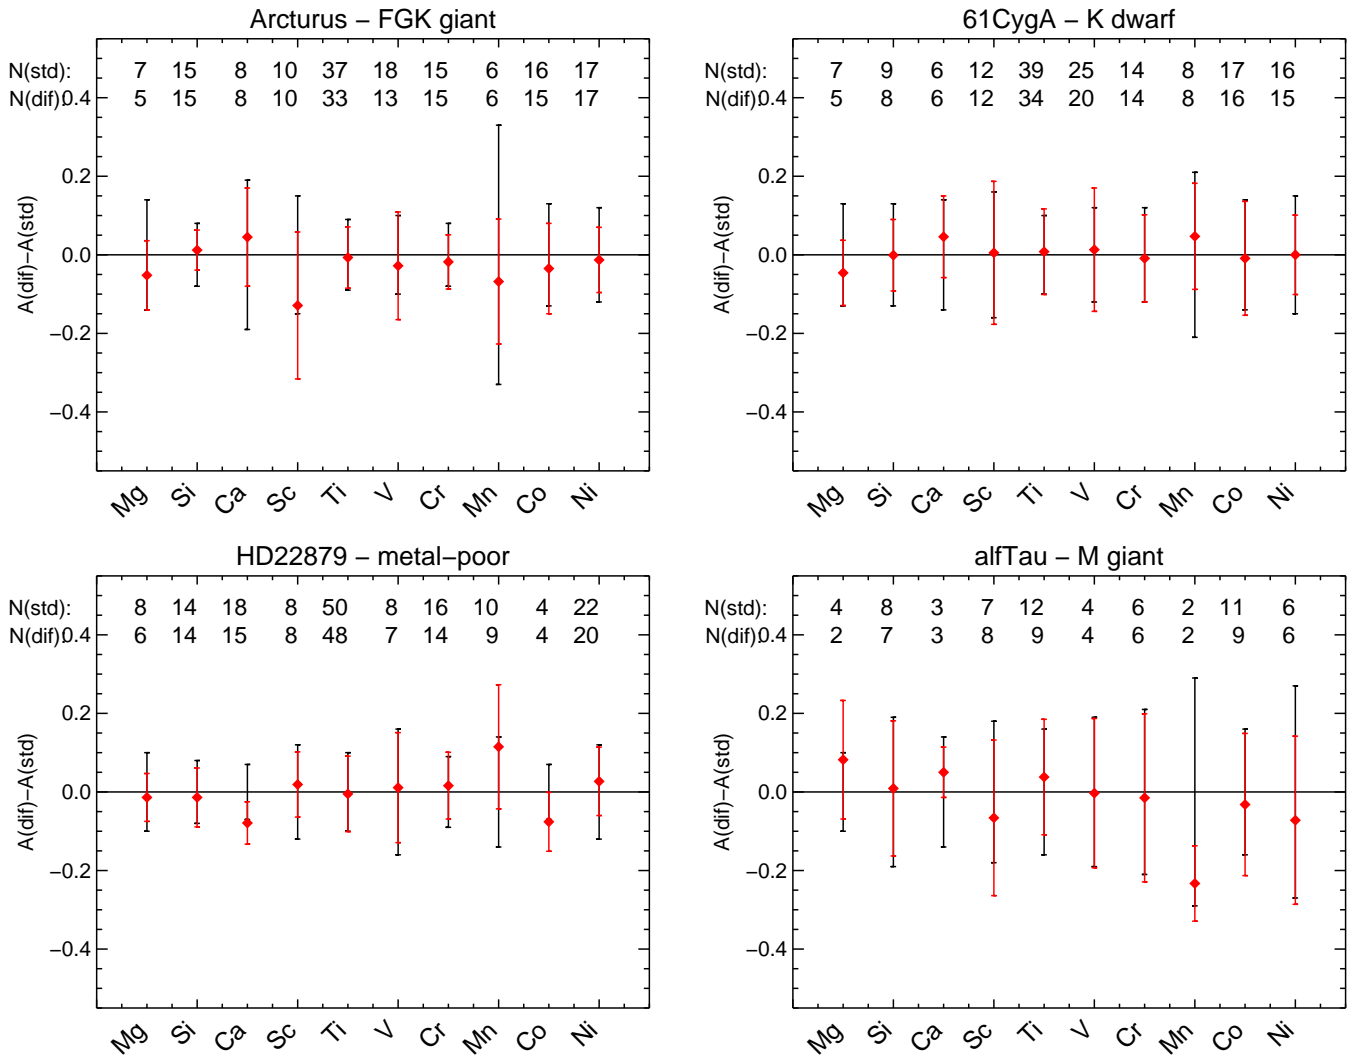 Arcturus − FGK giant
N(std): 7 15 8 10 37 18 15 6 16 17
N(dif): 5 15 8 10 33 13 15 6 15 17
0.4
0.2
0.0
−0.2
−0.4
A(dif)−A(std)
Mg Si Ca Sc Ti V Cr Mn Co Ni
61CygA − K dwarf
N(std): 7 9 6 12 39 25 14 8 17 16
N(dif): 5 8 6 12 34 20 14 8 16 15
0.4
0.2
0.0
−0.2
−0.4
A(dif)−A(std)
Mg Si Ca Sc Ti V Cr Mn Co Ni
HD22879 − metal−poor
N(std): 8 14 18 8 50 8 16 10 4 22
N(dif): 6 14 15 8 48 7 14 9 4 20
0.4
0.2
0.0
−0.2
−0.4
A(dif)−A(std)
Mg Si Ca Sc Ti V Cr Mn Co Ni
alfTau − M giant
N(std): 4 8 3 7 12 4 6 2 11 6
N(dif): 2 7 3 8 9 4 6 2 9 6
0.4
0.2
0.0
−0.2
−0.4
A(dif)−A(std)
Mg Si Ca Sc Ti V Cr Mn Co Ni